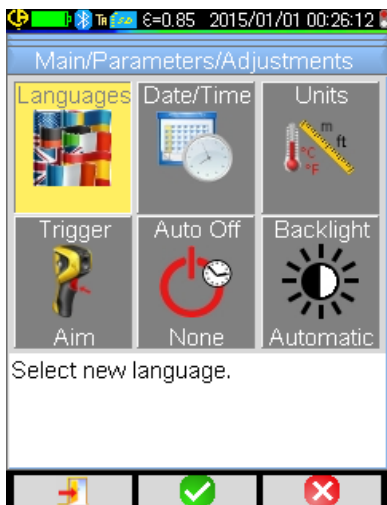 ε=0.85 2015/01/01 00:26:12
Main/Parameters/Adjustments
Languages Date/Time Units
m
ft
°C
°F
Trigger Auto Off Backlight
Aim None Automatic
Select new language.